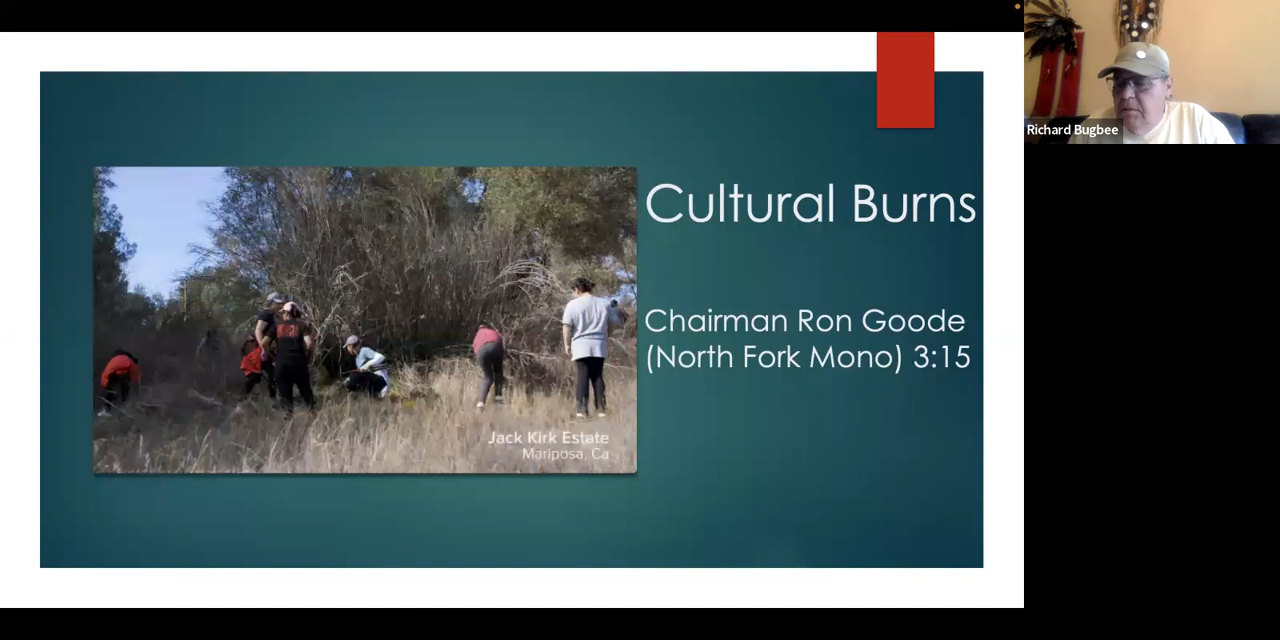 Cultural Burns
Chairman Ron Goode
(North Fork Mono) 3:15
Jack Kirk Estate
Mariposa, Ca
Richard Bugbee